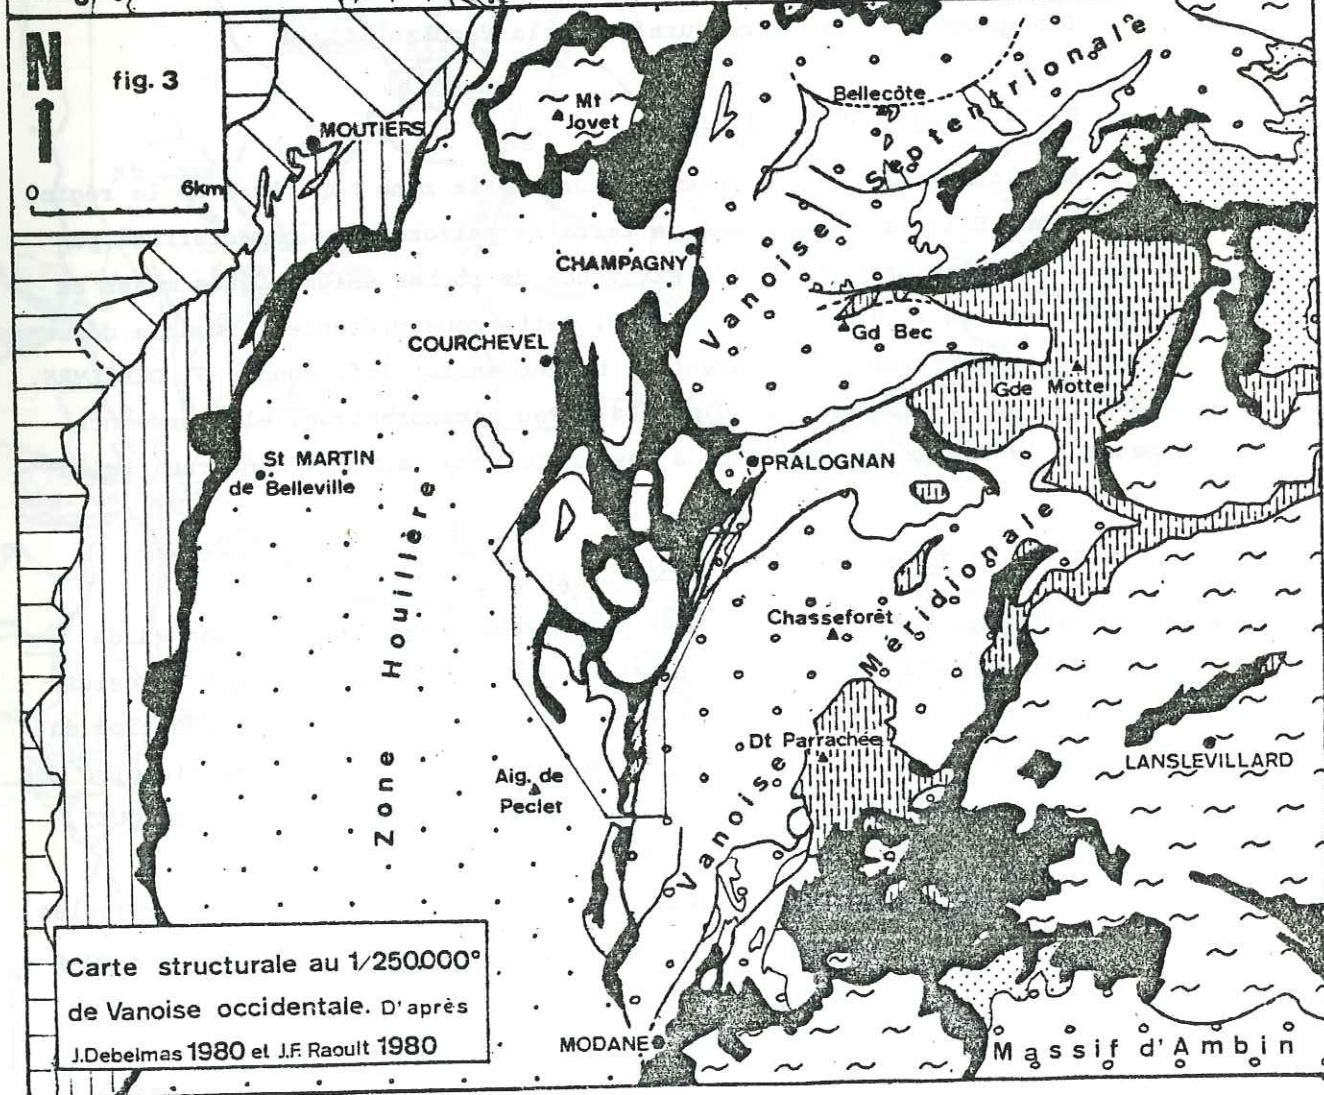 N
fig. 3
0 6km
MOUTIERS
Mt
Jovet
Bellecôte
Vanoise Septentrionale
CHAMPAGNY
COURCHEVEL
Gd Bec
Gde Motte
St MARTIN
de Belleville
PRALOGNAN
Zone Houillère
Chasseforêt
Vanoise Méridionale
Dt Parrachée
LANSLEVILLARD
Aig. de
Peclet
Carte structurale au 1/250.000°
de Vanoise occidentale. D'après
J.Debelmas 1980 et J.F. Raoult 1980
MODANE
Massif d'Ambin